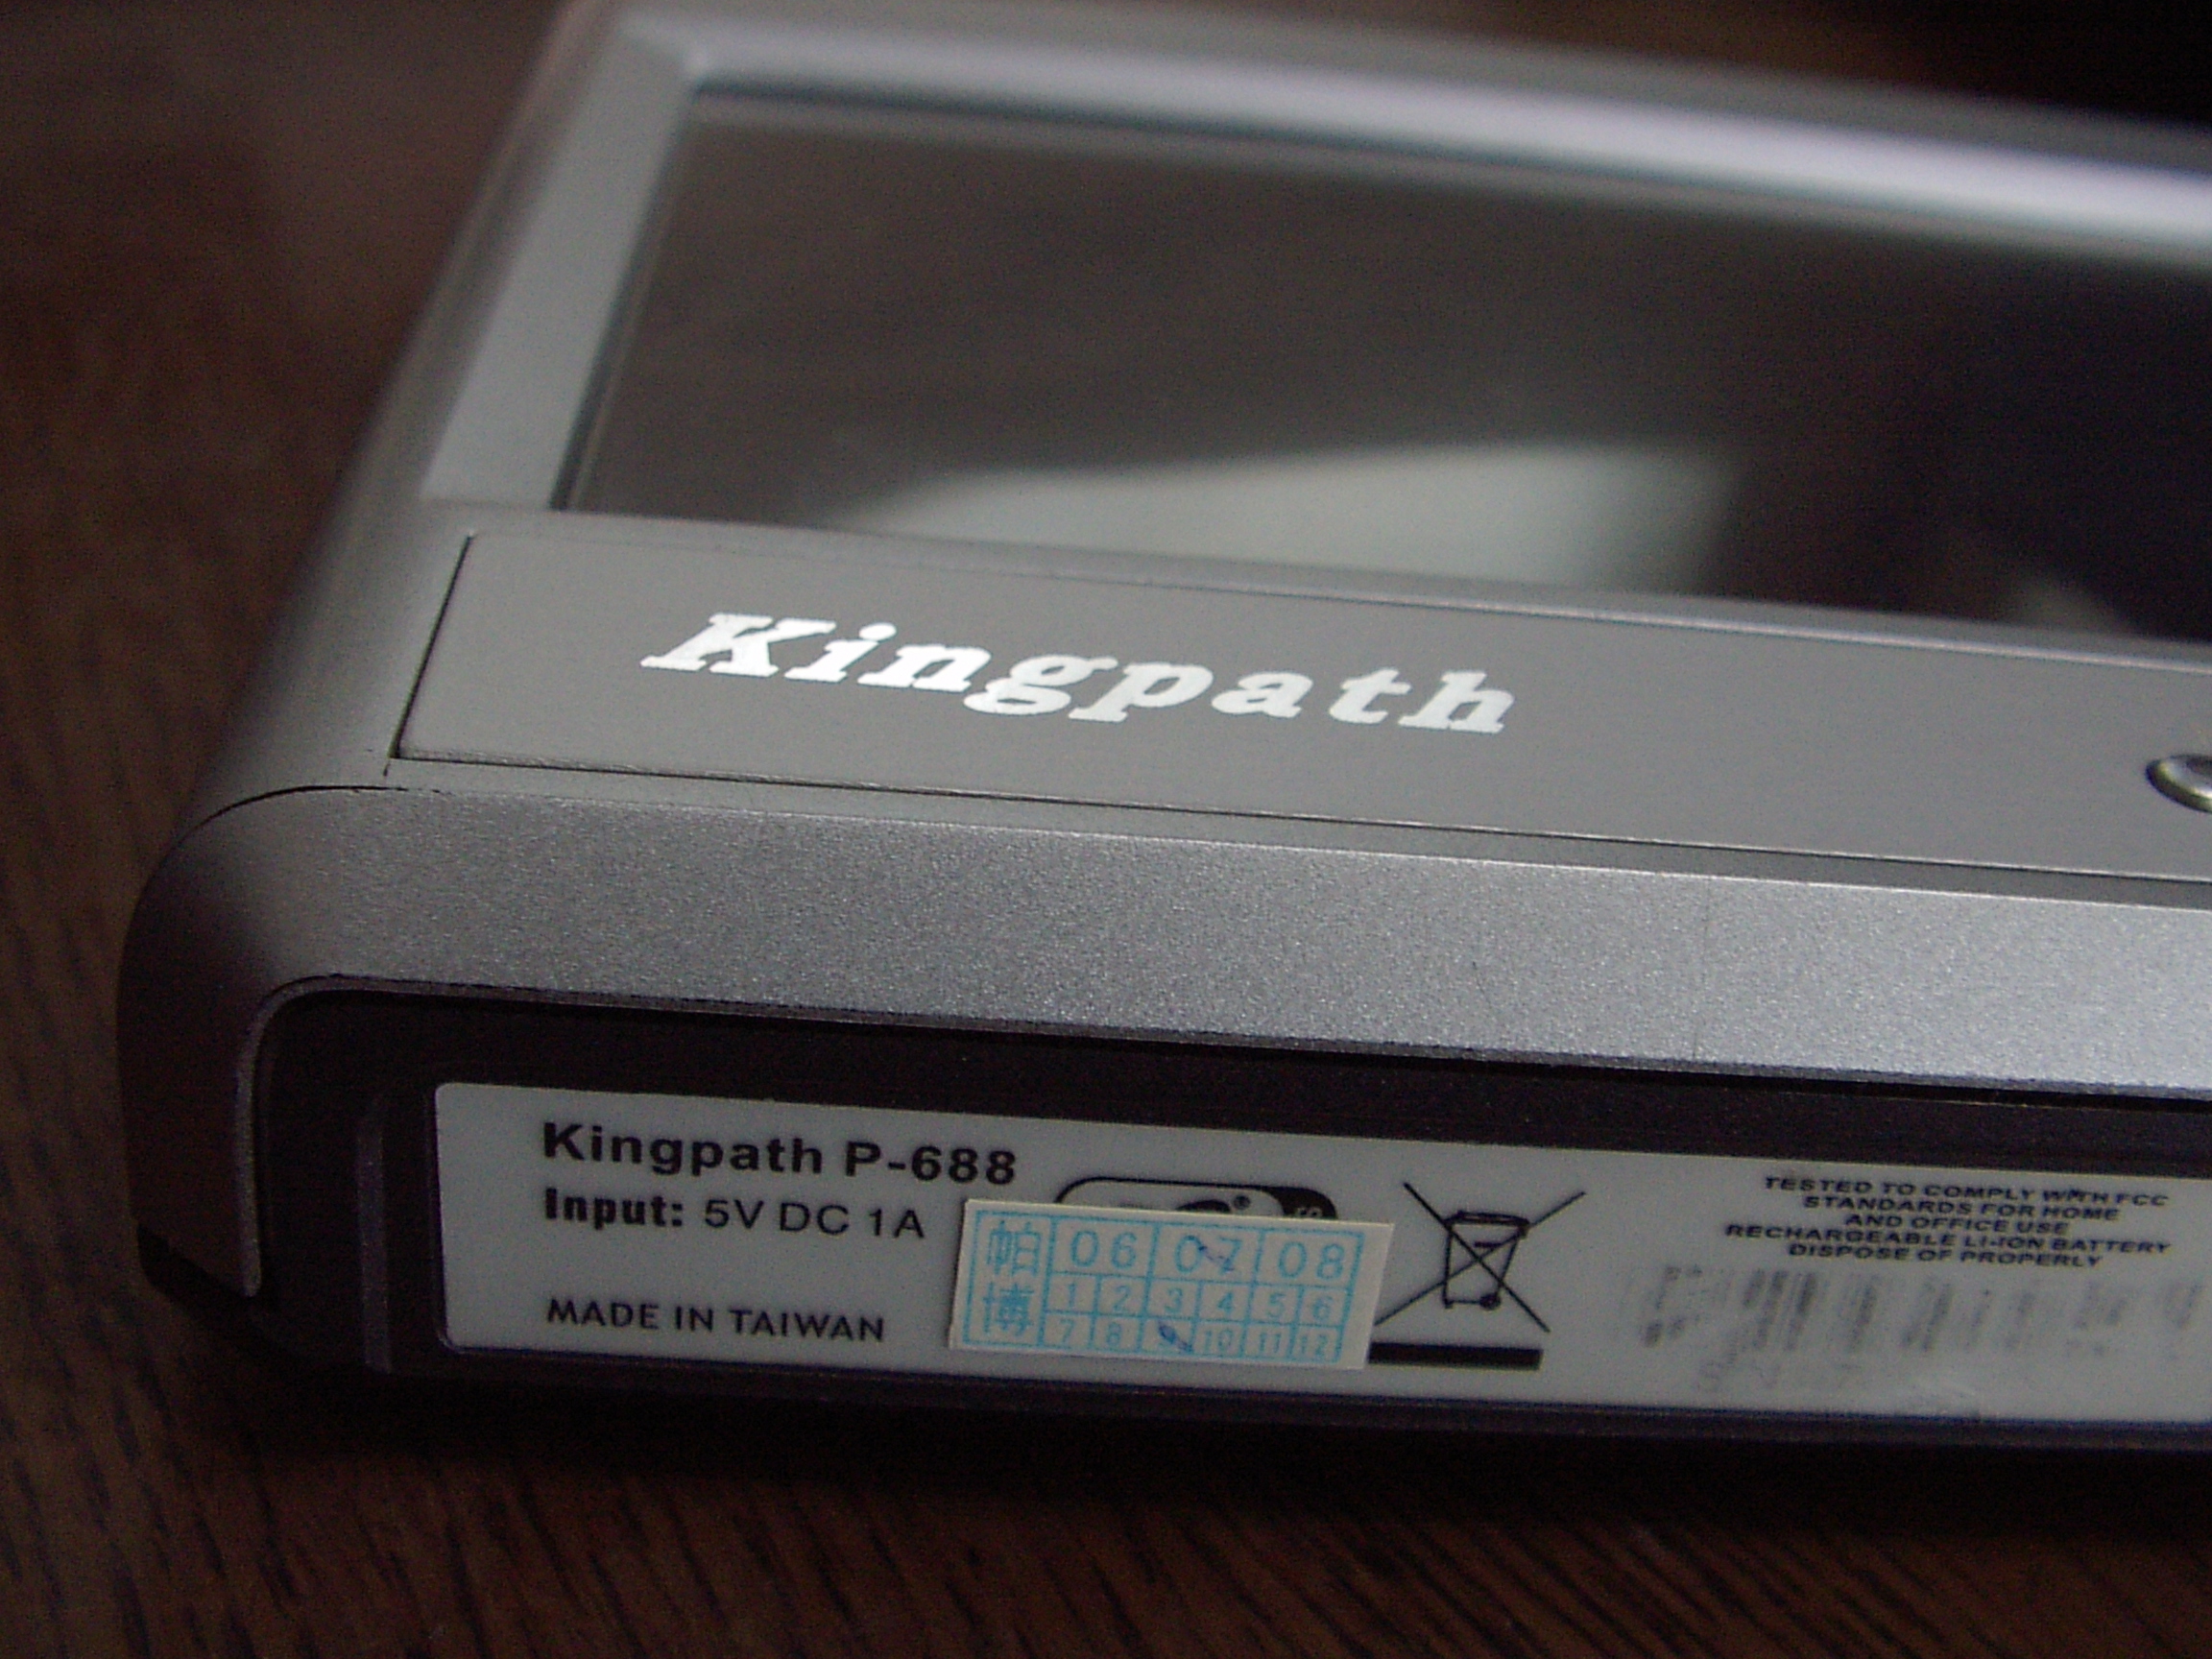 Kingpath
Kingpath P-688
Input: 5V DC 1A
MADE IN TAIWAN
帕博
06 07 08
1 2 3 4 5 6
7 8 9 10 11 12
TESTED TO COMPLY WITH FCC
STANDARDS FOR HOME
AND OFFICE USE
RECHARGEABLE LI-ION BATTERY
DISPOSE OF PROPERLY